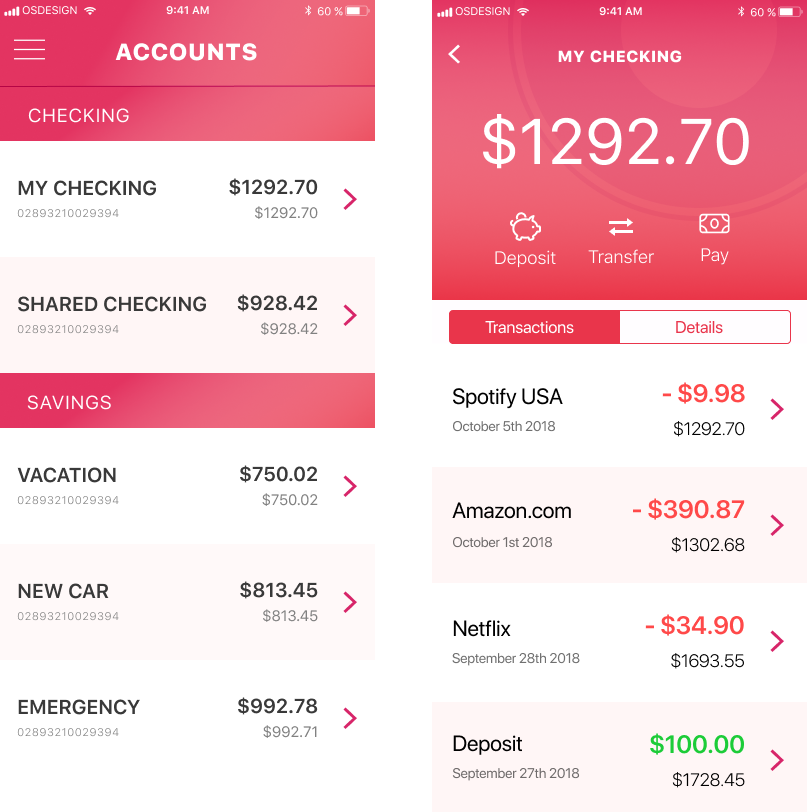 OSDESIGN 9:41 AM 60 %
ACCOUNTS
CHECKING
MY CHECKING $1292.70
02893210029394 $1292.70
SHARED CHECKING $928.42
02893210029394 $928.42
SAVINGS
VACATION $750.02
02893210029394 $750.02
NEW CAR $813.45
02893210029394 $813.45
EMERGENCY $992.78
02893210029394 $992.71
OSDESIGN 9:41 AM 60 %
MY CHECKING
$1292.70
Deposit Transfer Pay
Transactions Details
Spotify USA - $9.98
October 5th 2018 $1292.70
Amazon.com - $390.87
October 1st 2018 $1302.68
Netflix - $34.90
September 28th 2018 $1693.55
Deposit $100.00
September 27th 2018 $1728.45